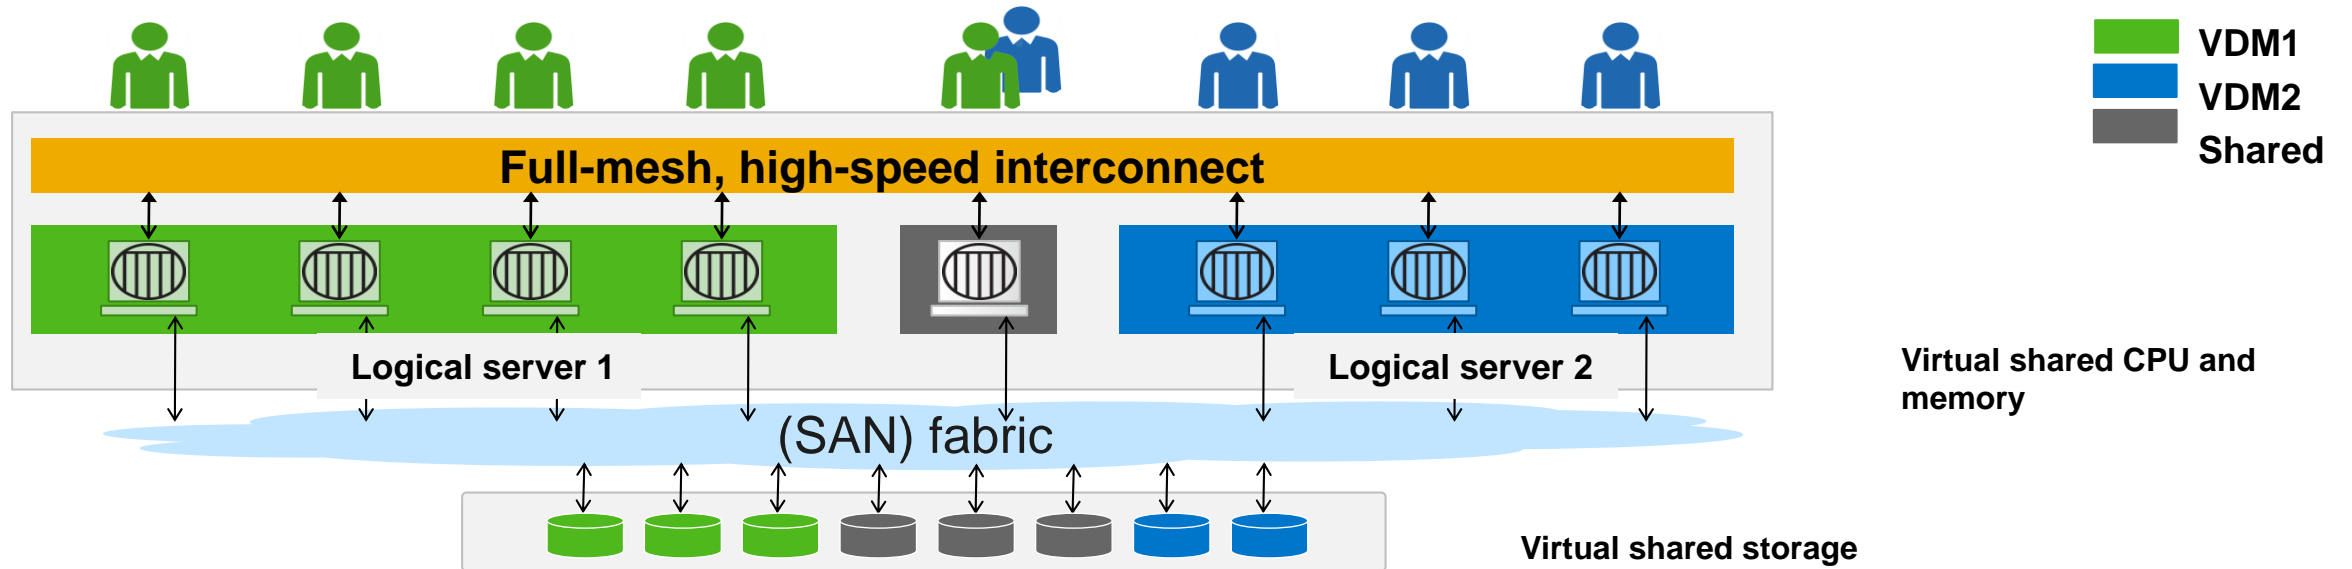 VDM1
VDM2
Shared
Full-mesh, high-speed interconnect
Logical server 1
Logical server 2
Virtual shared CPU and
memory
(SAN) fabric
Virtual shared storage